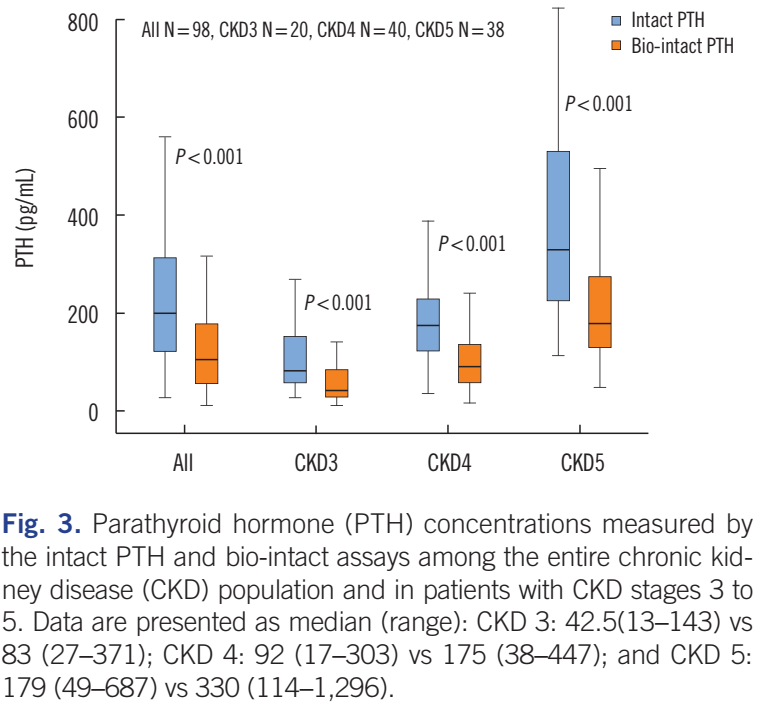 800
600
400
200
0
PTH (pg/mL)
All N=98, CKD3 N=20, CKD4 N=40, CKD5 N=38
Intact PTH
Bio-intact PTH
P<0.001
P<0.001
P<0.001
P<0.001
All
CKD3
CKD4
CKD5
Fig. 3. Parathyroid hormone (PTH) concentrations measured by
the intact PTH and bio-intact assays among the entire chronic kid-
ney disease (CKD) population and in patients with CKD stages 3 to
5. Data are presented as median (range): CKD 3: 42.5(13–143) vs
83 (27–371); CKD 4: 92 (17–303) vs 175 (38–447); and CKD 5:
179 (49–687) vs 330 (114–1,296).